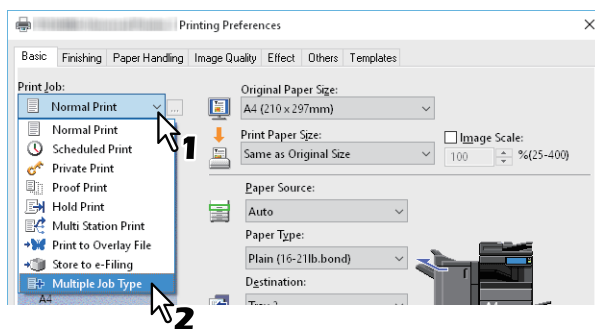 Printing Preferences
Basic Finishing Paper Handling Image Quality Effect Others Templates
Print Job:
Normal Print
...
Normal Print
Scheduled Print
Private Print
Proof Print
Hold Print
Multi Station Print
Print to Overlay File
Store to e-Filing
Multiple Job Type
A4
1
2
Original Paper Size:
A4 (210 x 297mm)
Print Paper Size:
Same as Original Size
Image Scale:
100 %(25-400)
Paper Source:
Auto
Paper Type:
Plain (16-21lb.bond)
Destination: